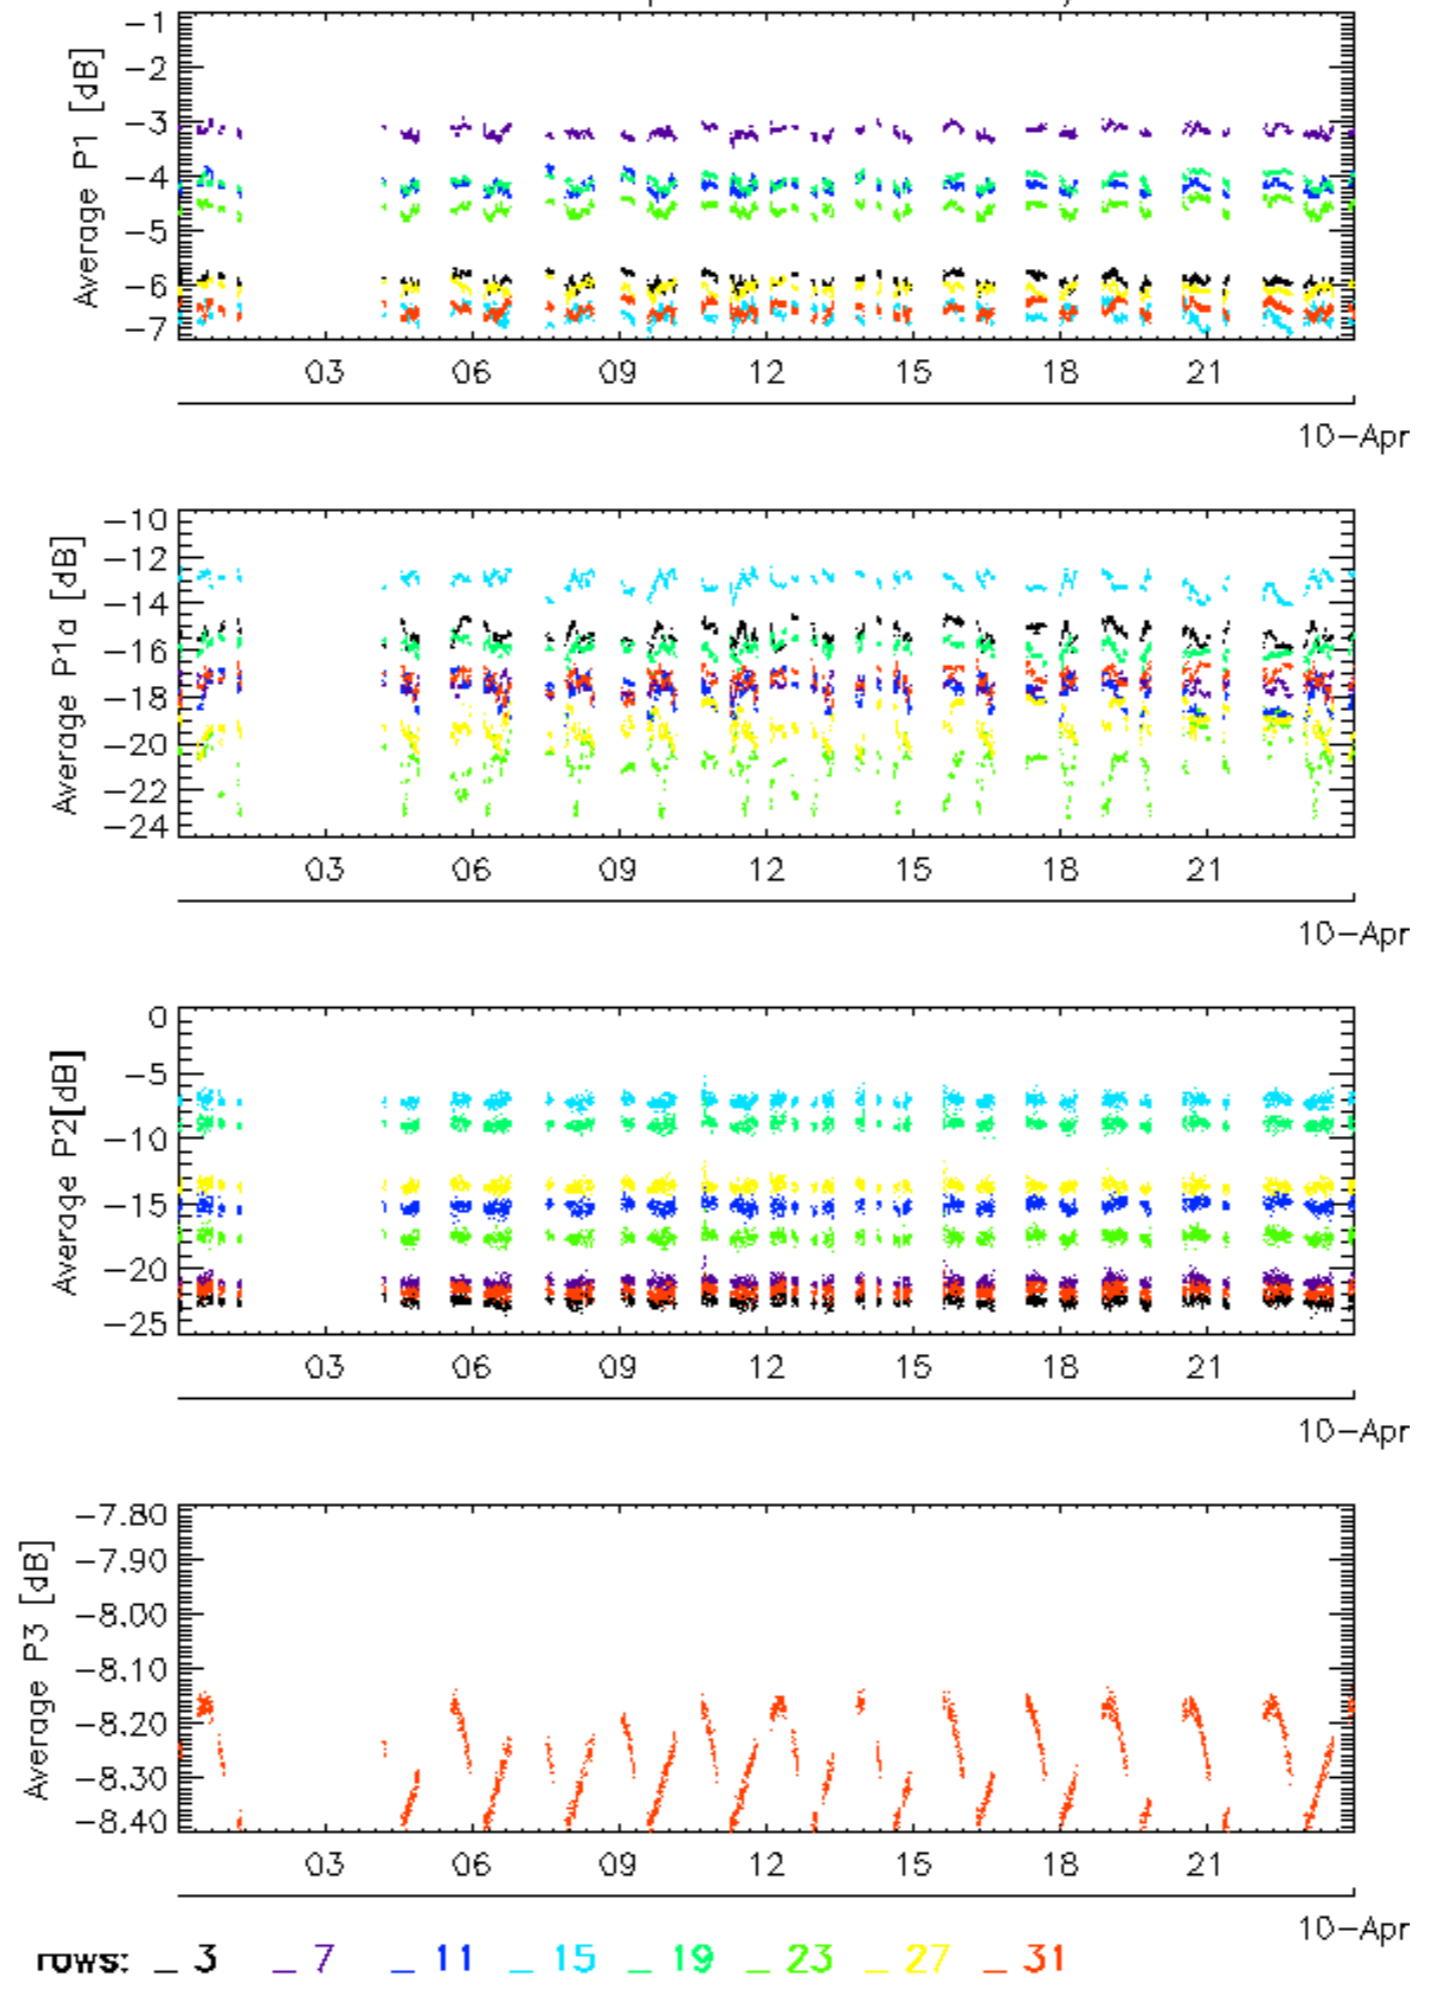 Average P1 [dB]
-1
-2
-3
-4
-5
-6
-7
03 06 09 12 15 18 21
10-Apr
Average P1a [dB]
-10
-12
-14
-16
-18
-20
-22
-24
03 06 09 12 15 18 21
10-Apr
Average P2[dB]
0
-5
-10
-15
-20
-25
03 06 09 12 15 18 21
10-Apr
Average P3 [dB]
-7.80
-7.90
-8.00
-8.10
-8.20
-8.30
-8.40
03 06 09 12 15 18 21
10-Apr
rows: _ 3 _ 7 _ 11 _ 15 _ 19 _ 23 _ 27 _ 31